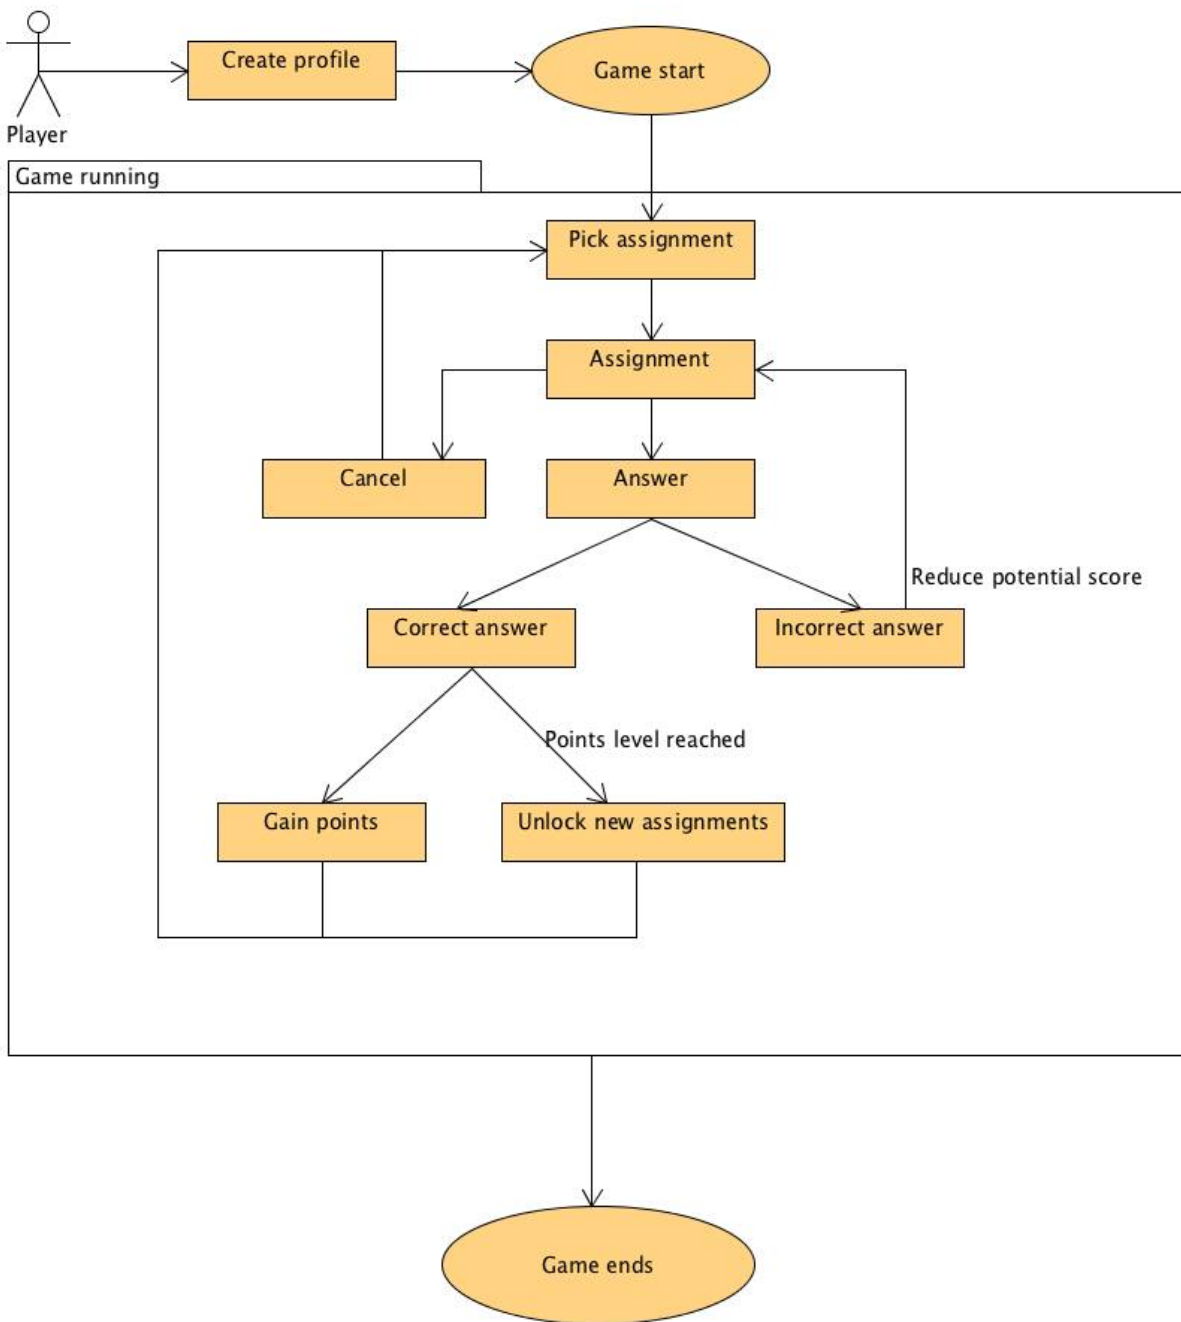 Create profile
Game start
Player
Game running
Pick assignment
Assignment
Cancel
Answer
Reduce potential score
Correct answer
Incorrect answer
Points level reached
Gain points
Unlock new assignments
Game ends